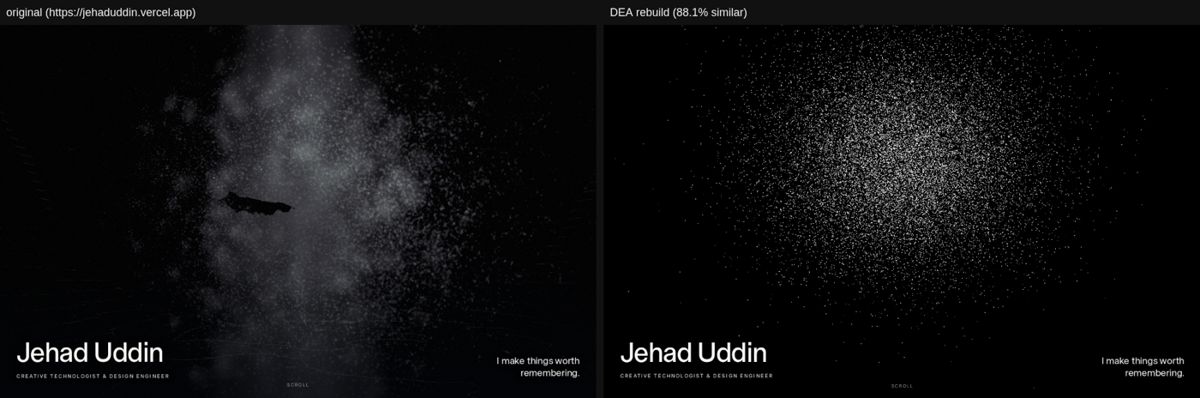 original (https://jehaduddin.vercel.app)
DEA rebuild (88.1% similar)
Jehad Uddin
CREATIVE TECHNOLOGIST & DESIGN ENGINEER
SCROLL
I make things worth
remembering.
Jehad Uddin
CREATIVE TECHNOLOGIST & DESIGN ENGINEER
SCROLL
I make things worth
remembering.